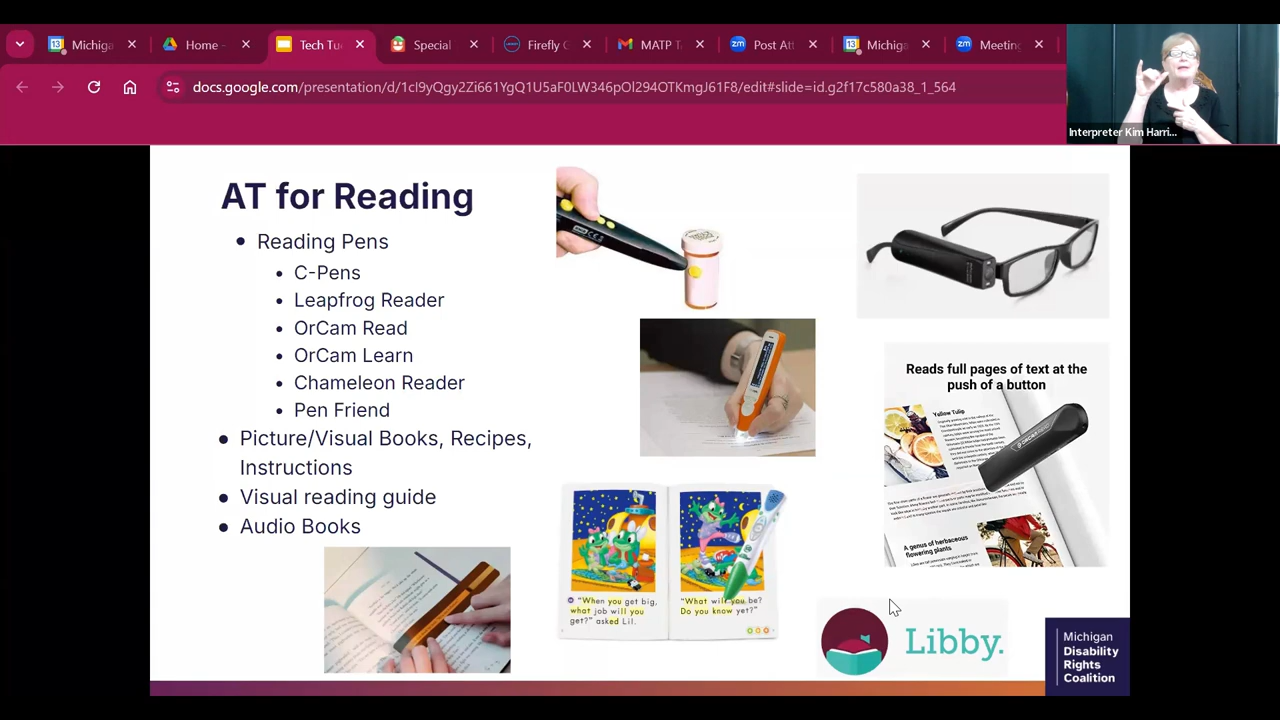 Michiga
Home -
Tech Tue
Special
Firefly G
MATP T
Post Att
Michiga
Meeting
docs.google.com/presentation/d/1cI9yQgy2Zi661YgQ1U5aF0LW346pOl294OTKmgJ61F8/edit#slide=id.g2f17c580a38_1_564
Interpreter Kim Harri...
AT for Reading
Reading Pens
C-Pens
Leapfrog Reader
OrCam Read
OrCam Learn
Chameleon Reader
Pen Friend
Picture/Visual Books, Recipes,
Instructions
Visual reading guide
Audio Books
Reads full pages of text at the
push of a button
Yellow Tulip
A genus of herbaceous
flowering plants
"When you get big,
what job will you
get?" asked Lil.
"What will you be?
Do you know yet?"
Libby.
Michigan
Disability
Rights
Coalition